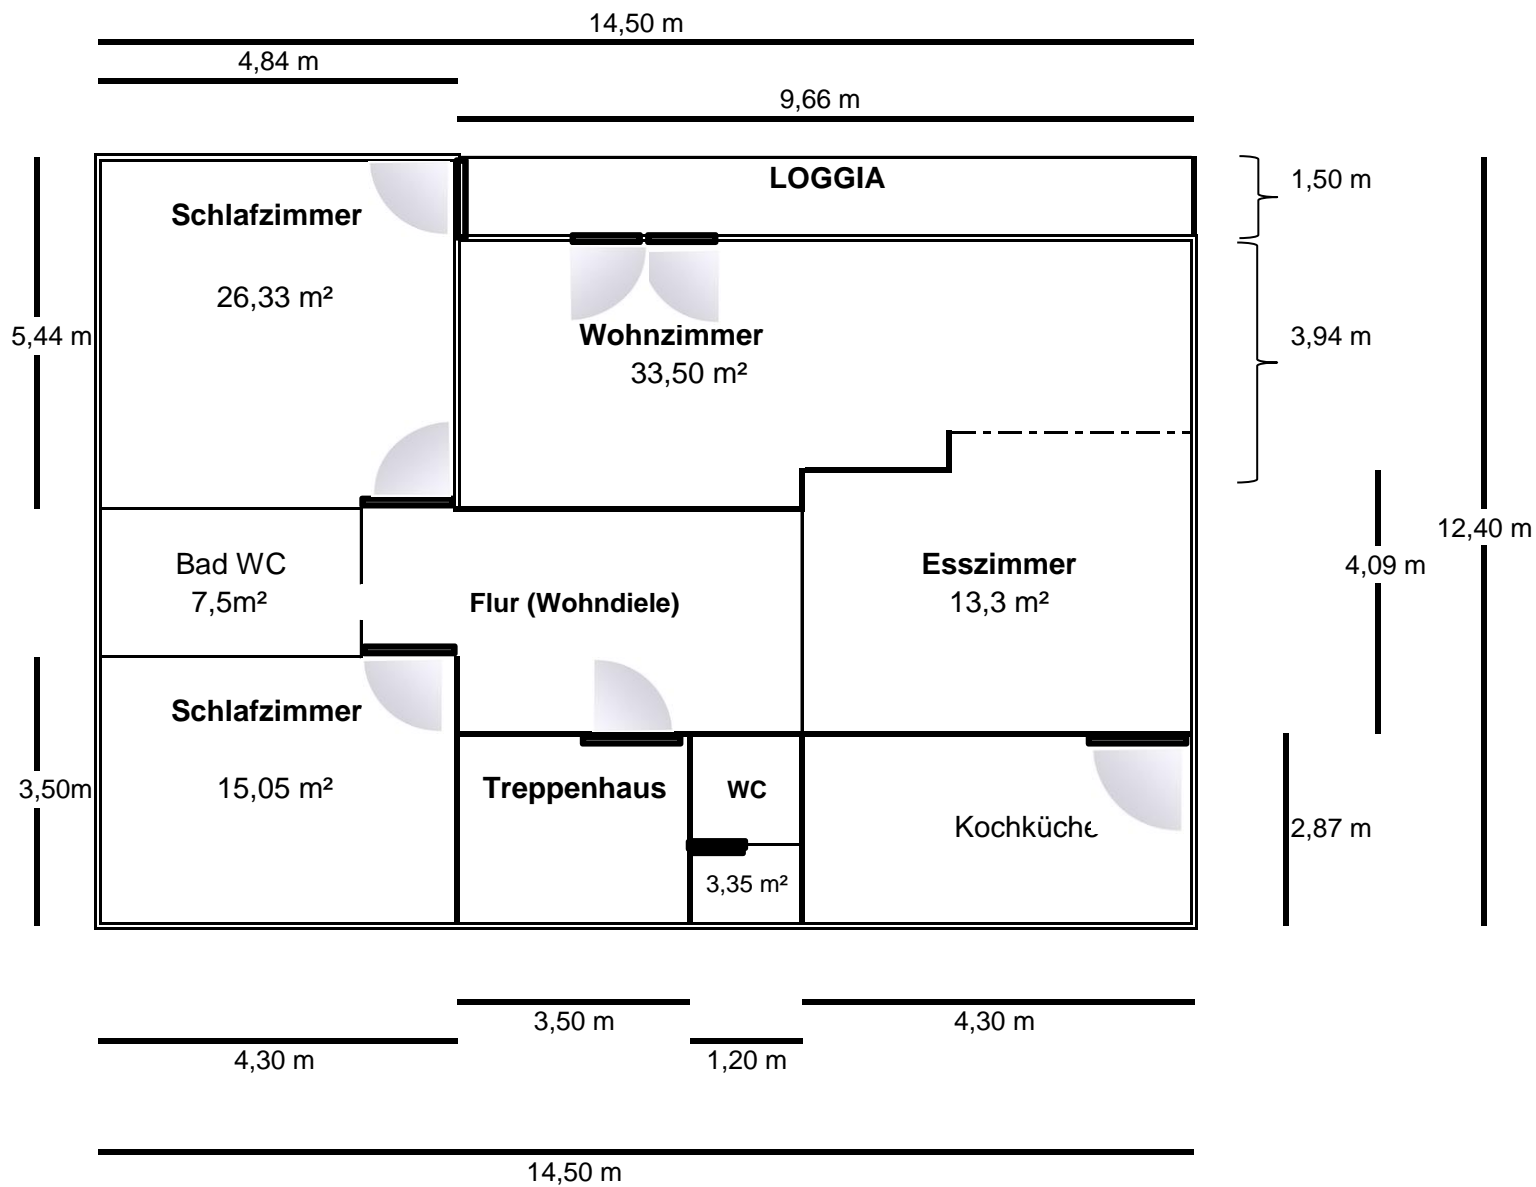 14,50 m
4,84 m
9,66 m
LOGGIA
1,50 m
Schlafzimmer
26,33 m²
5,44 m
Wohnzimmer
33,50 m²
3,94 m
12,40 m
Bad WC
7,5m²
Flur (Wohndiele)
Esszimmer
13,3 m²
4,09 m
Schlafzimmer
15,05 m²
3,50m
Treppenhaus
WC
3,35 m²
Kochküche
2,87 m
3,50 m
4,30 m
4,30 m
1,20 m
14,50 m